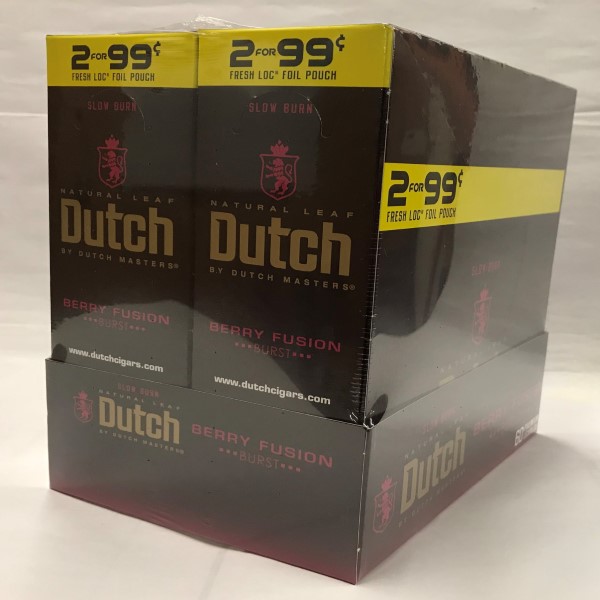 2 FOR 99¢
FRESH LOC® FOIL POUCH
SLOW BURN
NATURAL LEAF
Dutch
BY DUTCH MASTERS®
BERRY FUSION
***BURST***
www.dutchcigars.com
2 FOR 99¢
FRESH LOC® FOIL POUCH
SLOW BURN
NATURAL LEAF
Dutch
BY DUTCH MASTERS®
BERRY FUSION
***BURST***
www.dutchcigars.com
2 FOR 99¢
FRESH LOC® FOIL POUCH
SLOW BURN
SLOW BURN
NATURAL LEAF
Dutch
BY DUTCH MASTERS®
BERRY FUSION
***BURST***
Dutch
60